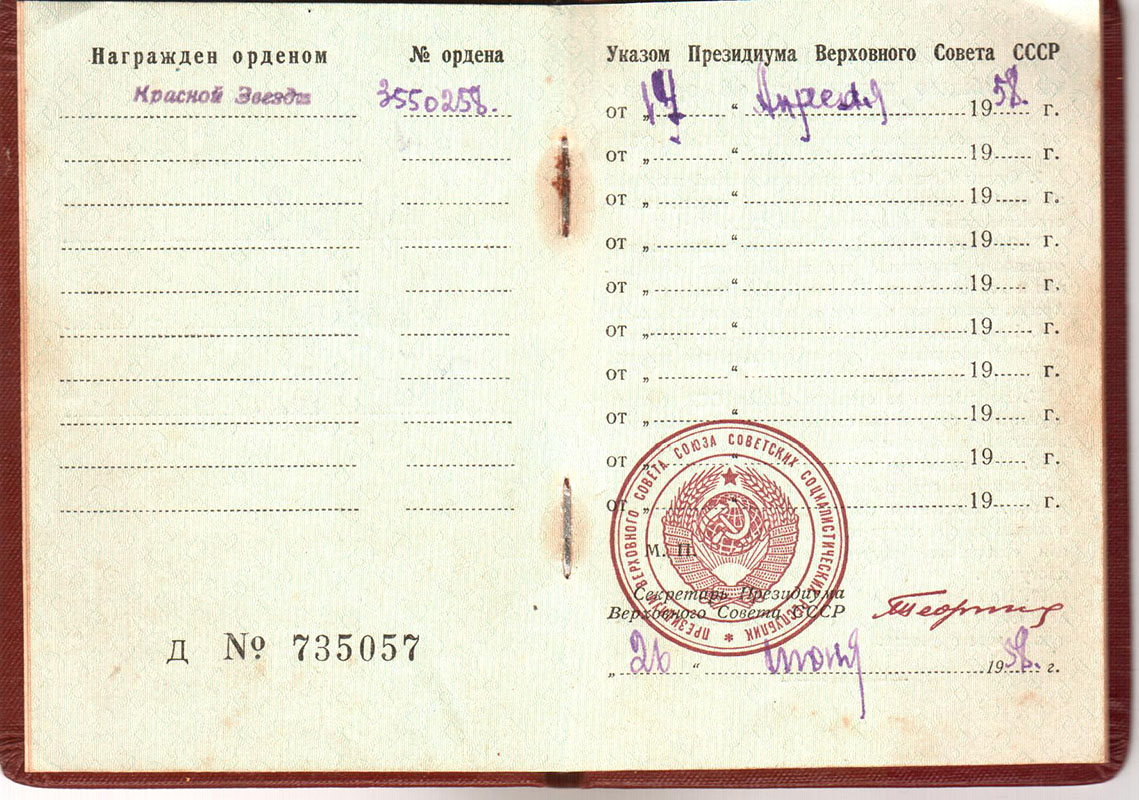 Награжден орденом № ордена
Красной Звезды 3550258.
Д № 735057
Указом Президиума Верховного Совета СССР
от „17“ Апреля 1958. г.
от „ “ 19 г.
от „ “ 19 г.
от „ “ 19 г.
от „ “ 19 г.
от „ “ 19 г.
от „ “ 19 г.
от „ “ 19 г.
от „ “ 19 г.
от „ “ 19 г.
ПРЕЗИДИУМ ВЕРХОВНОГО СОВЕТА СОЮЗА СОВЕТСКИХ СОЦИАЛИСТИЧЕСКИХ РЕСПУБЛИК
М. П.
Секретарь Президиума
Верховного Совета СССР
„26“ июня 1958. г.